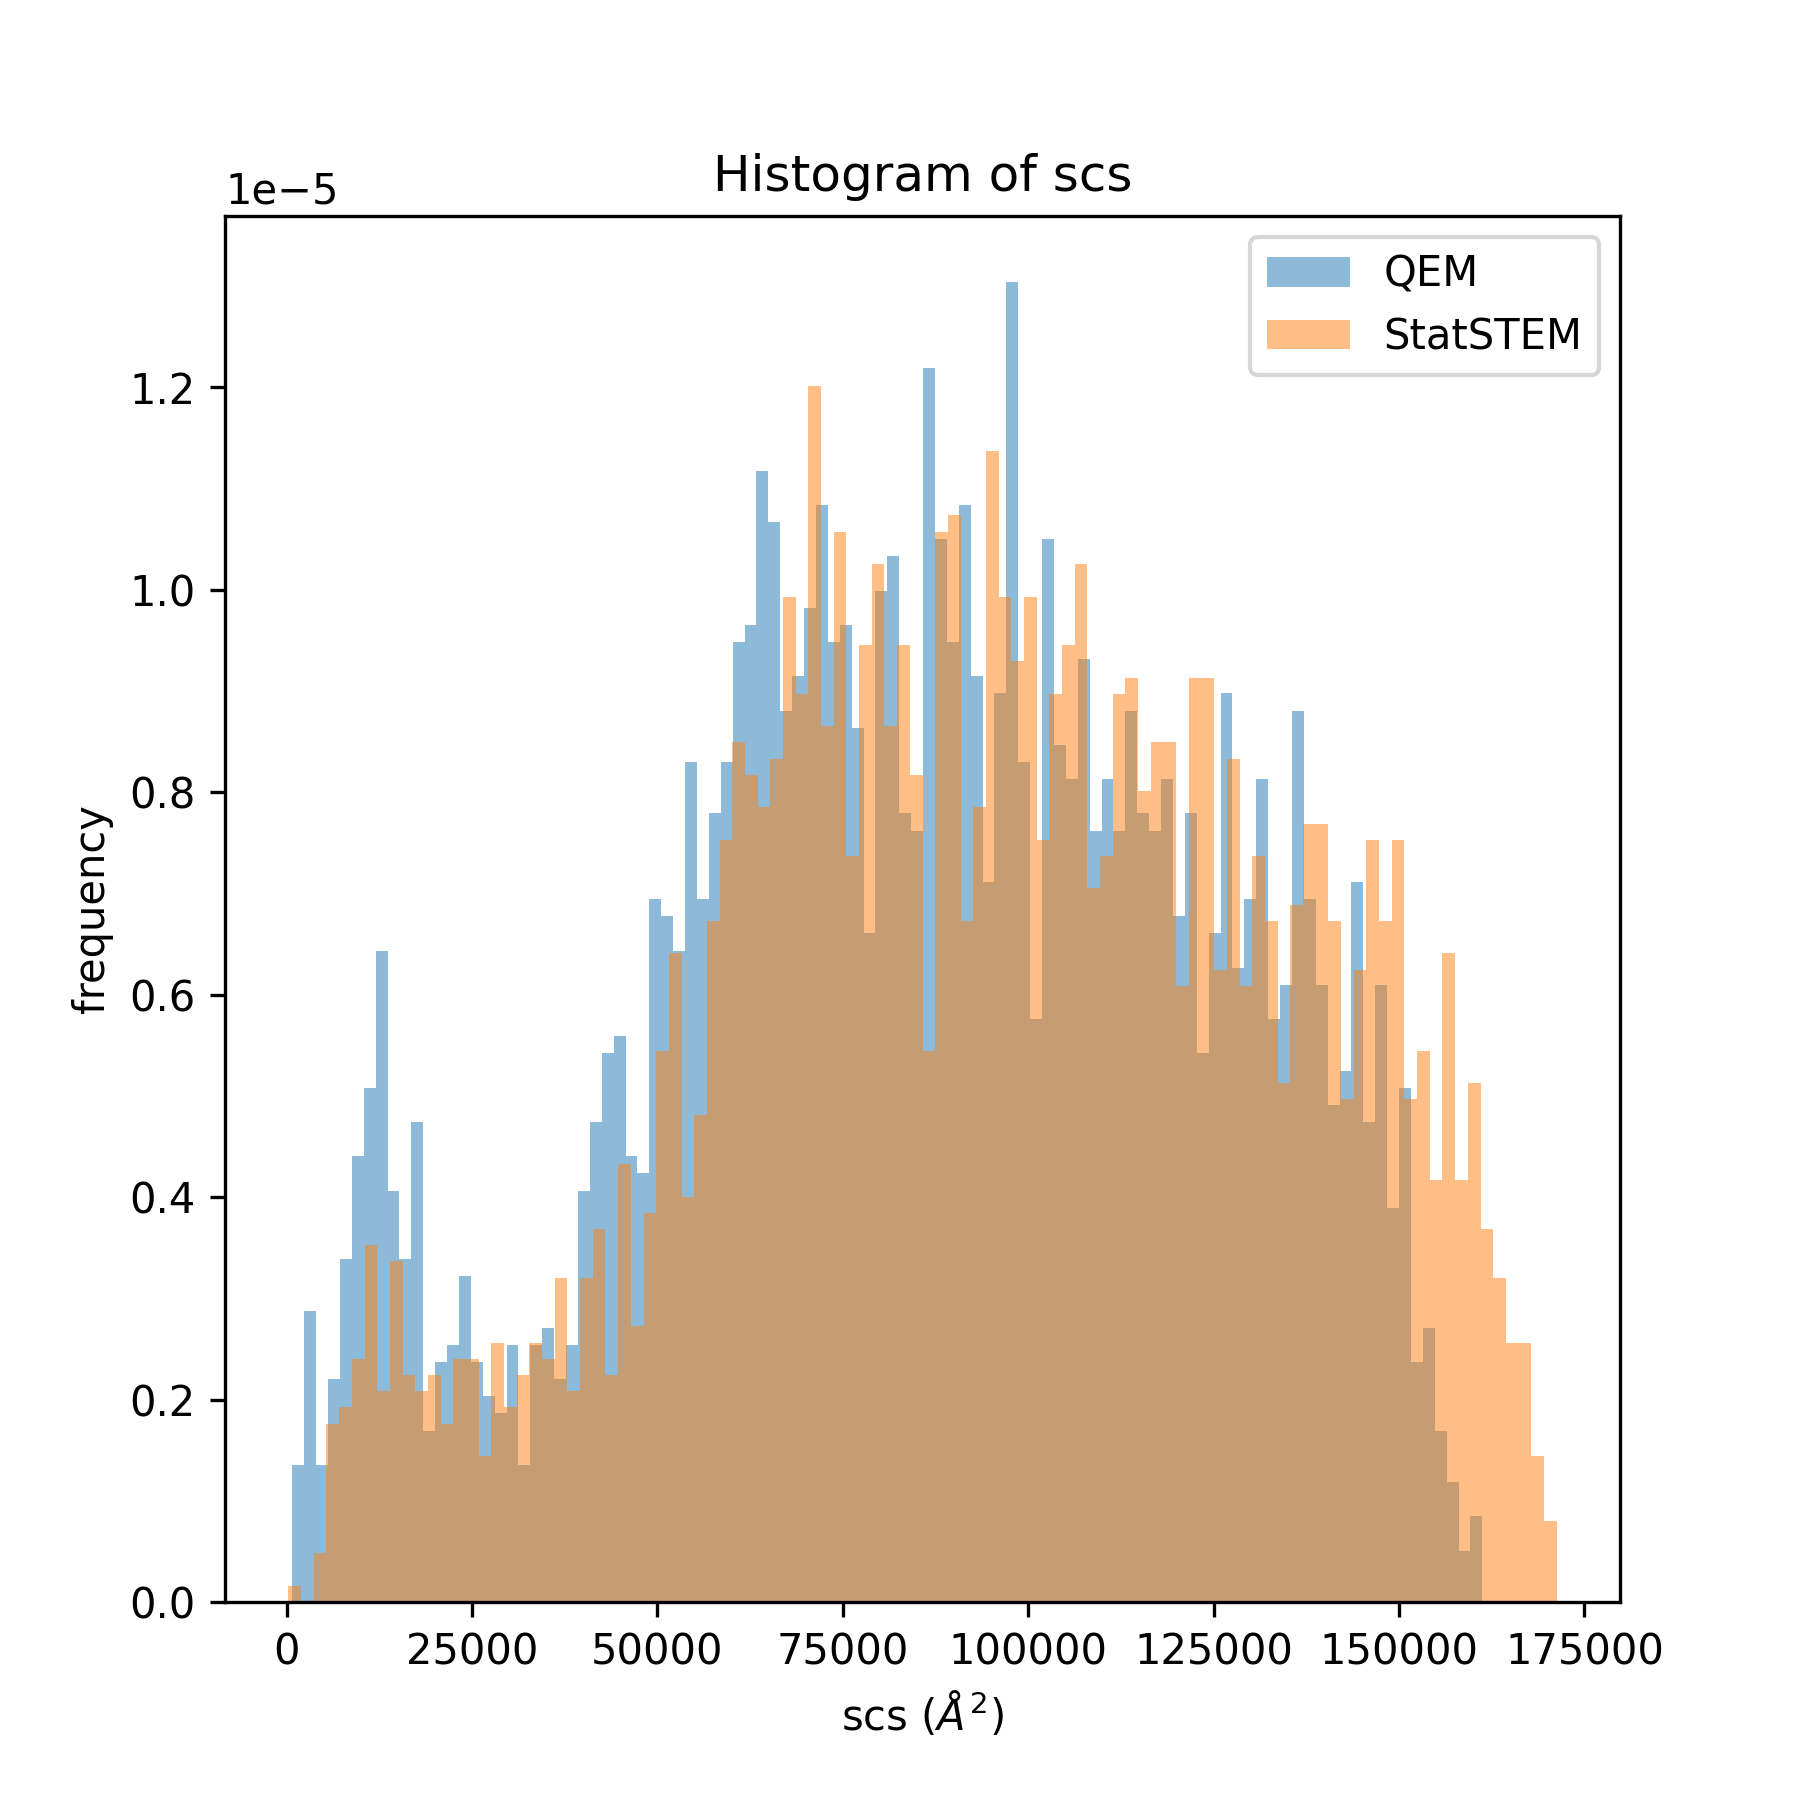 Histogram of scs
1e−5
QEM
StatSTEM
1.2
1.0
0.8
0.6
0.4
0.2
0.0
frequency
0 25000 50000 75000 100000 125000 150000 175000
scs (Å²)